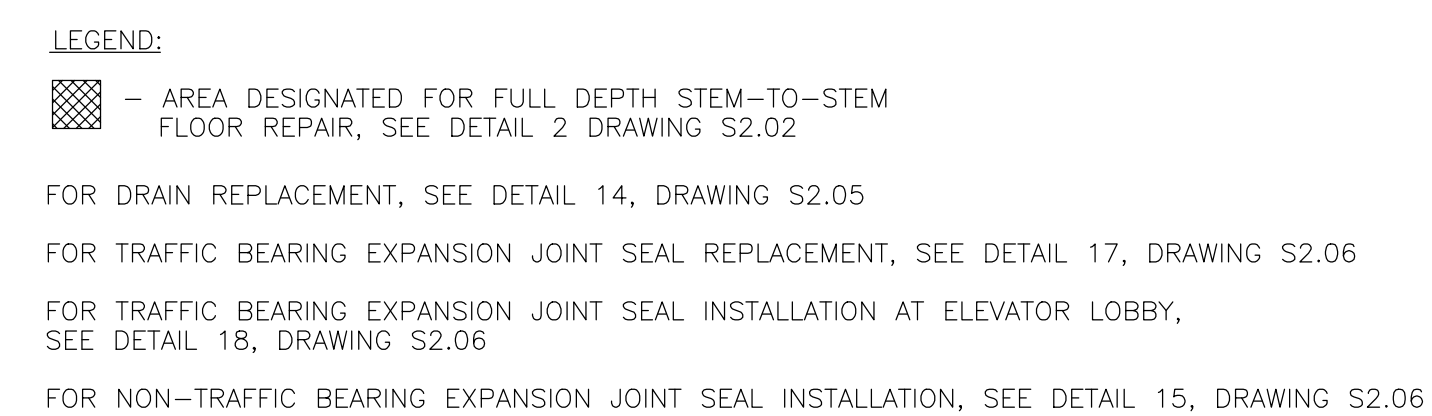 LEGEND:
- AREA DESIGNATED FOR FULL DEPTH STEM-TO-STEM
FLOOR REPAIR, SEE DETAIL 2 DRAWING S2.02
FOR DRAIN REPLACEMENT, SEE DETAIL 14, DRAWING S2.05
FOR TRAFFIC BEARING EXPANSION JOINT SEAL REPLACEMENT, SEE DETAIL 17, DRAWING S2.06
FOR TRAFFIC BEARING EXPANSION JOINT SEAL INSTALLATION AT ELEVATOR LOBBY,
SEE DETAIL 18, DRAWING S2.06
FOR NON-TRAFFIC BEARING EXPANSION JOINT SEAL INSTALLATION, SEE DETAIL 15, DRAWING S2.06